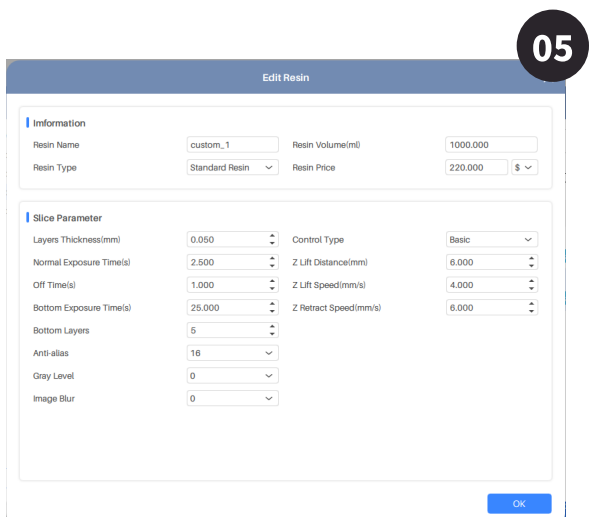 05
Edit Resin
Imformation
Resin Name custom_1 Resin Volume(ml) 1000.000
Resin Type Standard Resin Resin Price 220.000 $
Slice Parameter
Layers Thickness(mm) 0.050 Control Type Basic
Normal Exposure Time(s) 2.500 Z Lift Distance(mm) 6.000
Off Time(s) 1.000 Z Lift Speed(mm/s) 4.000
Bottom Exposure Time(s) 25.000 Z Retract Speed(mm/s) 6.000
Bottom Layers 5
Anti-alias 16
Gray Level 0
Image Blur 0
OK